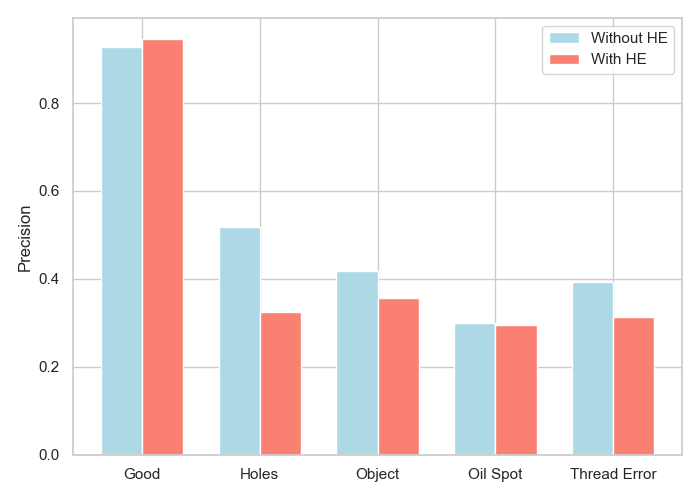 Without HE
With HE
0.8
0.6
0.4
0.2
0.0
Precision
Good
Holes
Object
Oil Spot
Thread Error